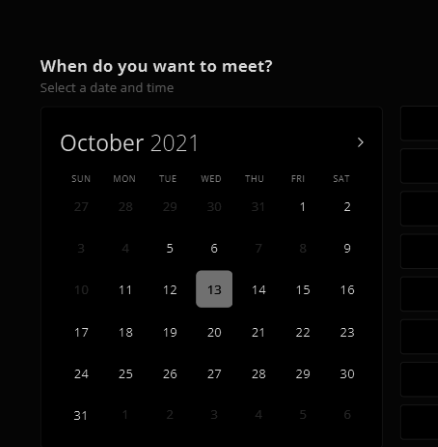 When do you want to meet?
Select a date and time
October 2021 >
SUN MON TUE WED THU FRI SAT
27 28 29 30 31 1 2
3 4 5 6 7 8 9
10 11 12 13 14 15 16
17 18 19 20 21 22 23
24 25 26 27 28 29 30
31 1 2 3 4 5 6